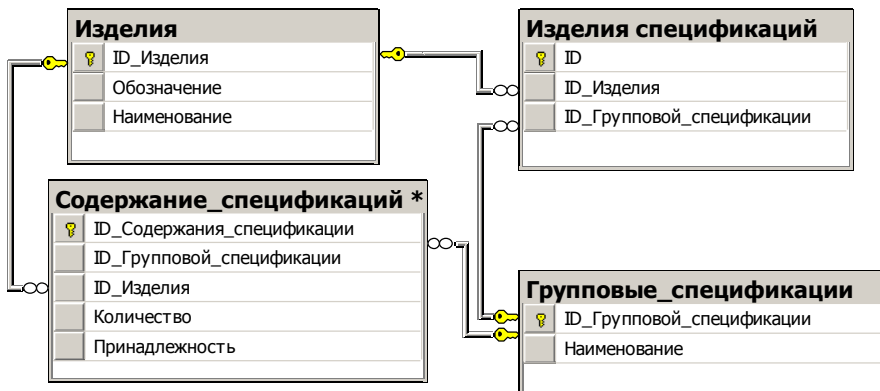 Изделия
ID_Изделия
Обозначение
Наименование
Изделия спецификаций
ID
ID_Изделия
ID_Групповой_спецификации
Содержание_спецификаций *
ID_Содержания_спецификации
ID_Групповой_спецификации
ID_Изделия
Количество
Принадлежность
Групповые_спецификации
ID_Групповой_спецификации
Наименование